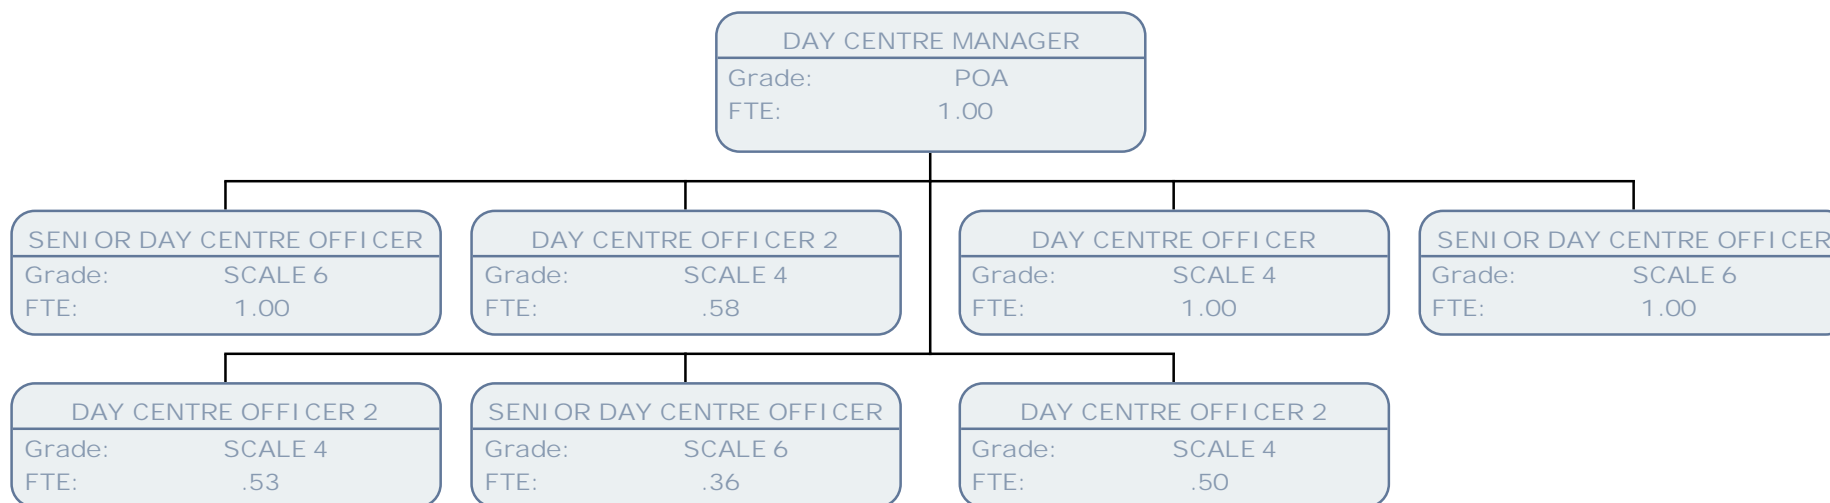 DAY CENTRE MANAGER
Grade: POA
FTE: 1.00
SENIOR DAY CENTRE OFFICER
Grade: SCALE 6
FTE: 1.00
DAY CENTRE OFFICER 2
Grade: SCALE 4
FTE: .58
DAY CENTRE OFFICER
Grade: SCALE 4
FTE: 1.00
SENIOR DAY CENTRE OFFICER
Grade: SCALE 6
FTE: 1.00
DAY CENTRE OFFICER 2
Grade: SCALE 4
FTE: .53
SENIOR DAY CENTRE OFFICER
Grade: SCALE 6
FTE: .36
DAY CENTRE OFFICER 2
Grade: SCALE 4
FTE: .50